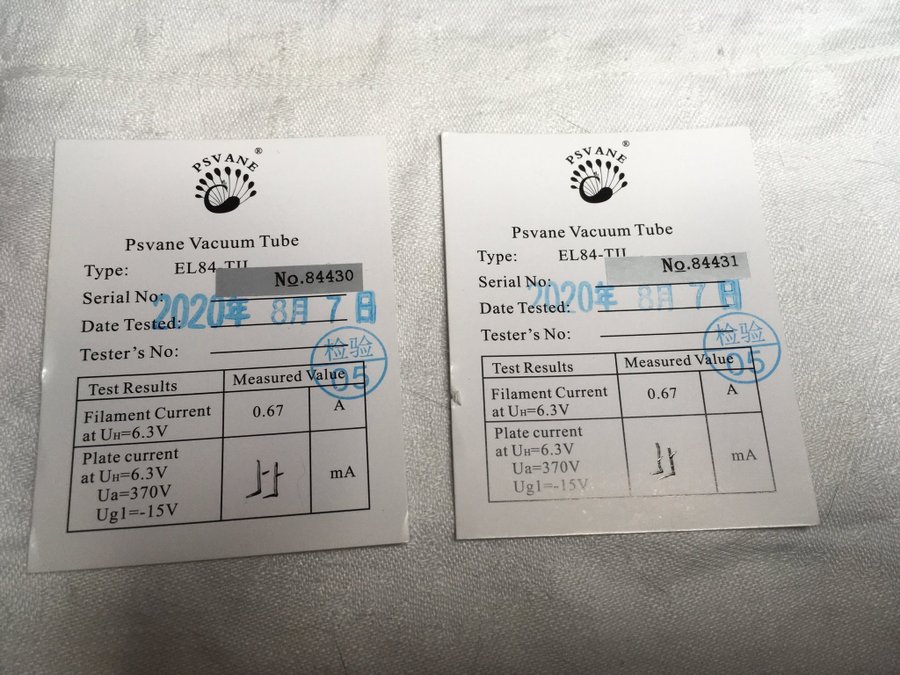 PSVANE®
Psvane Vacuum Tube
Type: EL84-TII
Serial No: No.84430
Date Tested: 2020年 8月 7日
Tester's No:
检验
05
Test Results Measured Value
Filament Current
at UH=6.3V 0.67 A
Plate current
at UH=6.3V
Ua=370V
Ug1=-15V
mA
PSVANE®
Psvane Vacuum Tube
Type: EL84-TII
Serial No: No.84431
Date Tested: 2020年 8月 7日
Tester's No:
检验
05
Test Results Measured Value
Filament Current
at UH=6.3V 0.67 A
Plate current
at UH=6.3V
Ua=370V
Ug1=-15V
mA